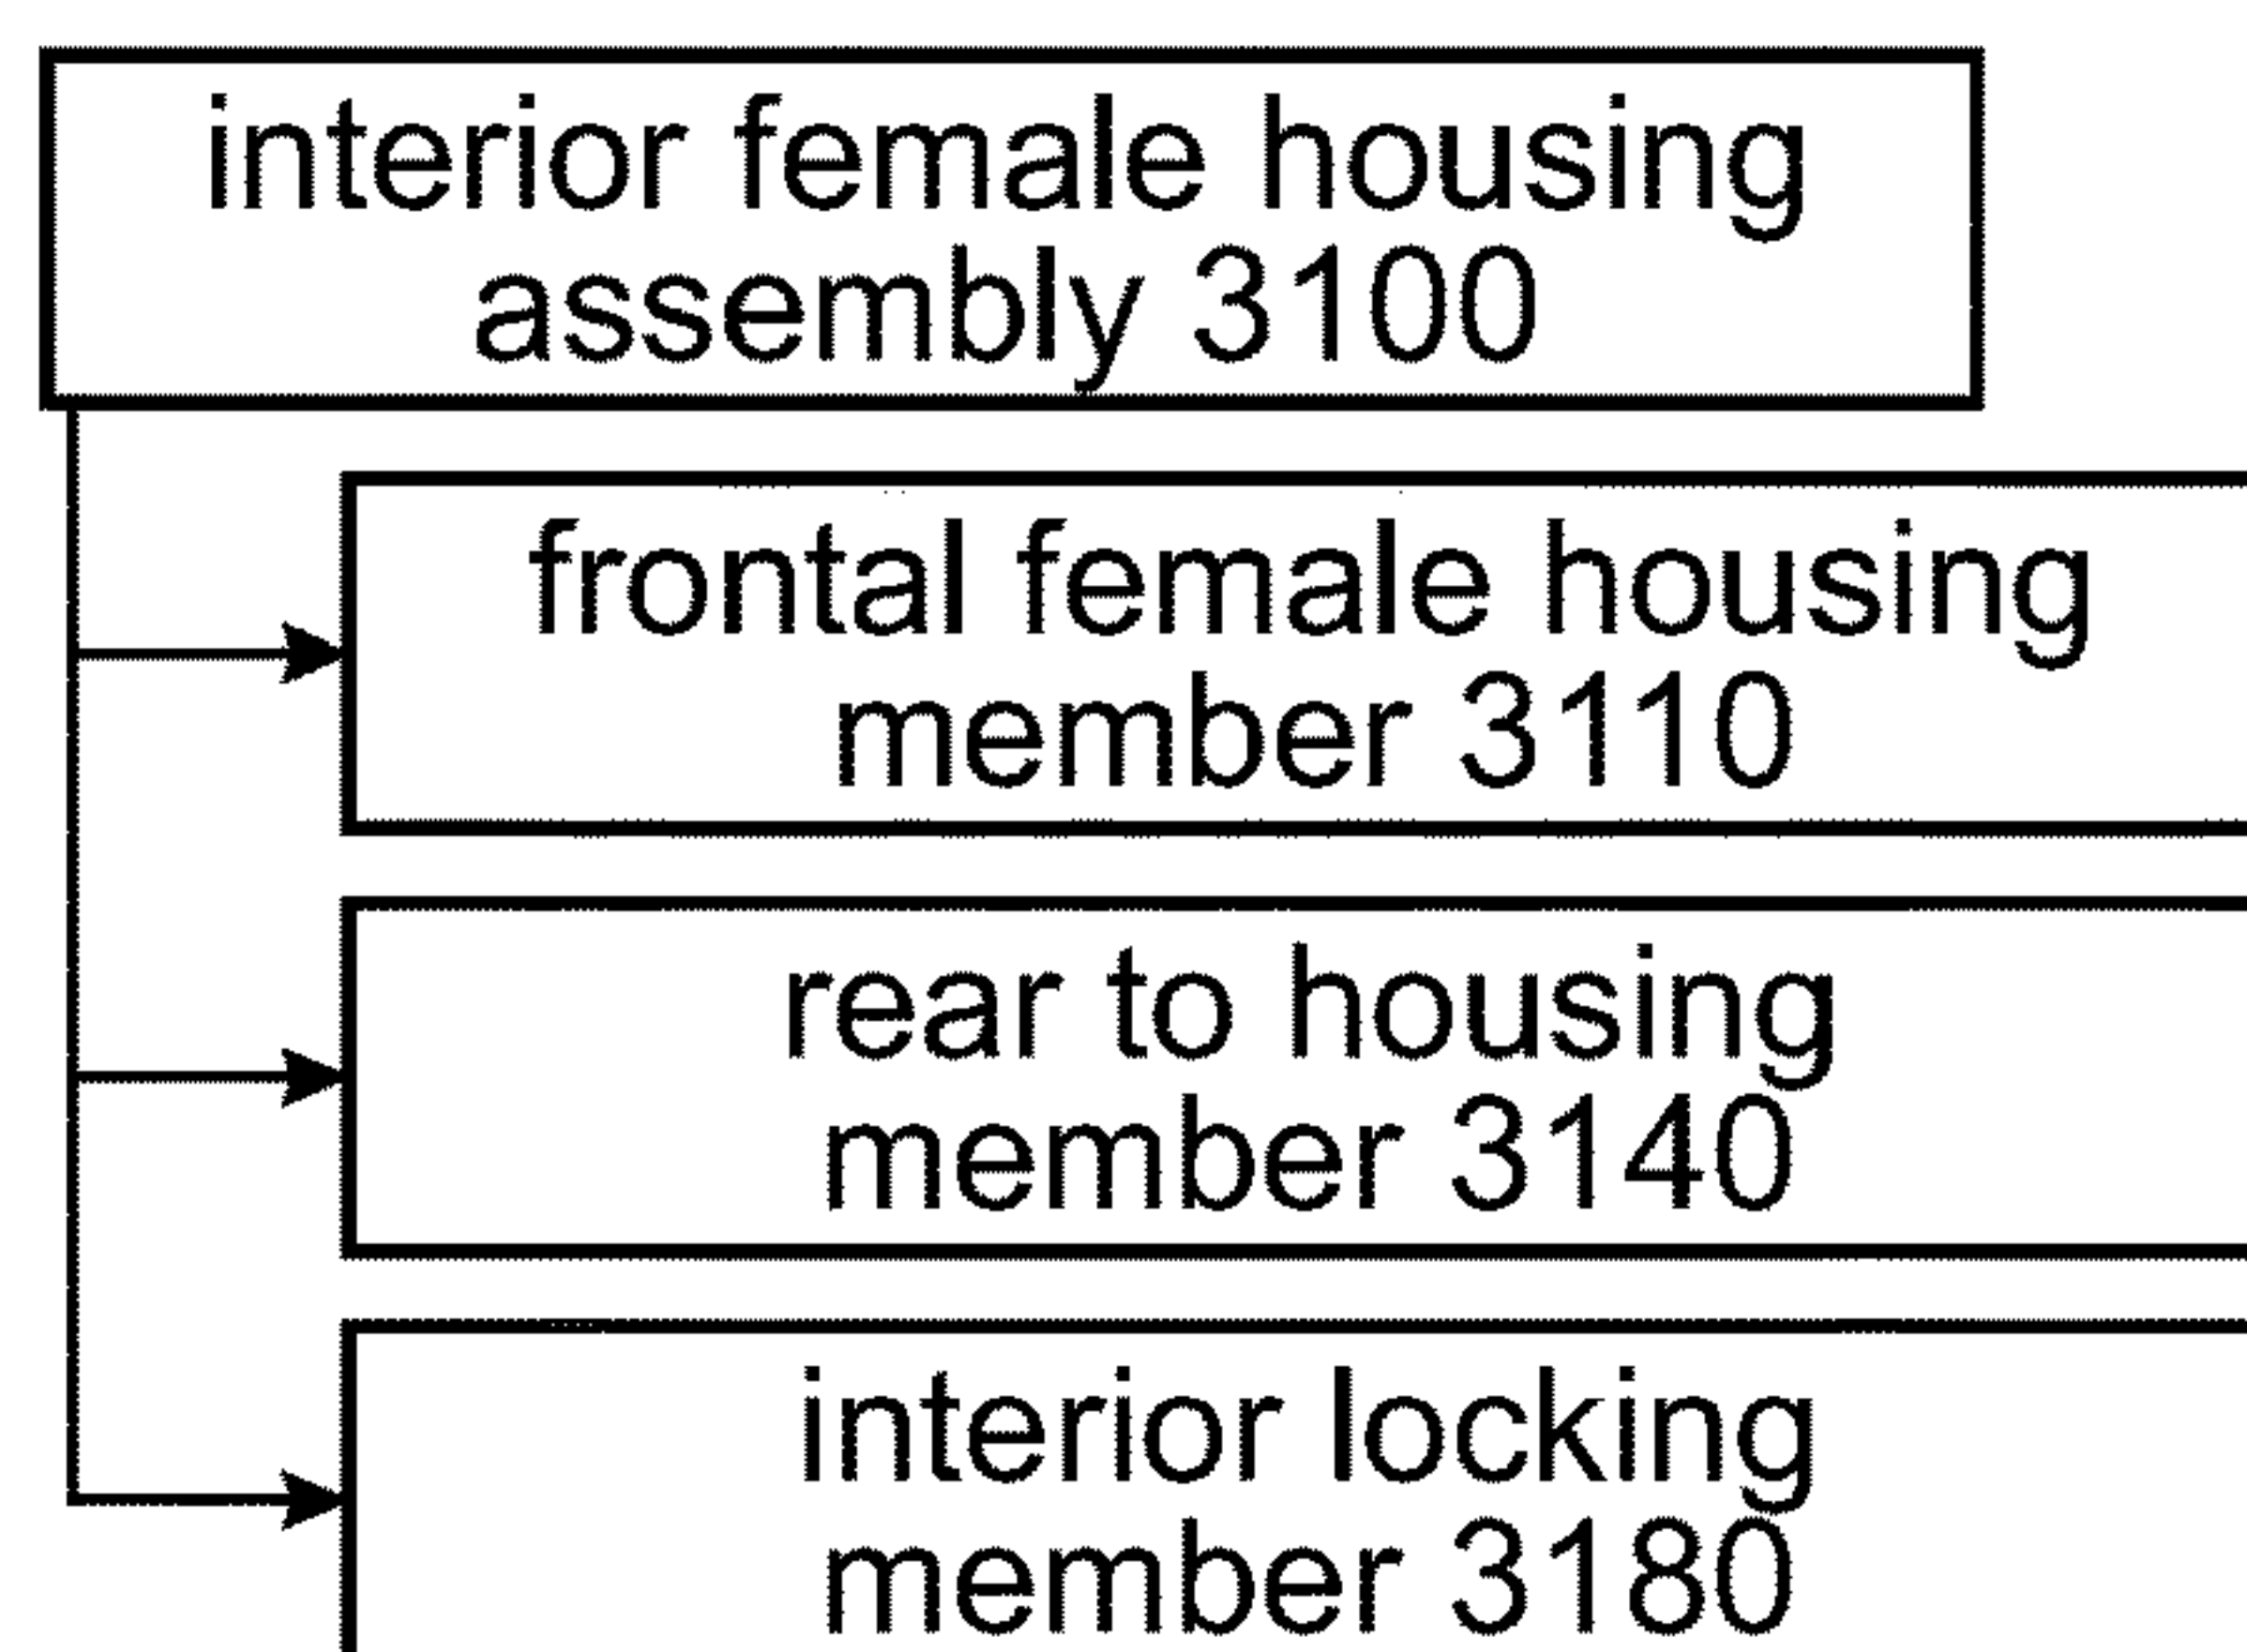 interior female housing
assembly 3100
frontal female housing
member 3110
rear to housing
member 3140
interior locking
member 3180